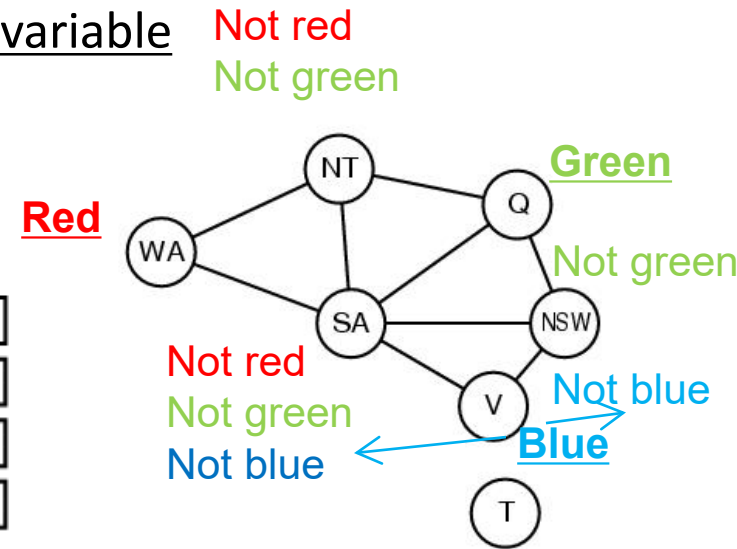 variable
Not red
Not green
NT
Green
Q
Red
WA
Not green
SA
NSW
Not red
Not green
Not blue
V
Not blue
Blue
T